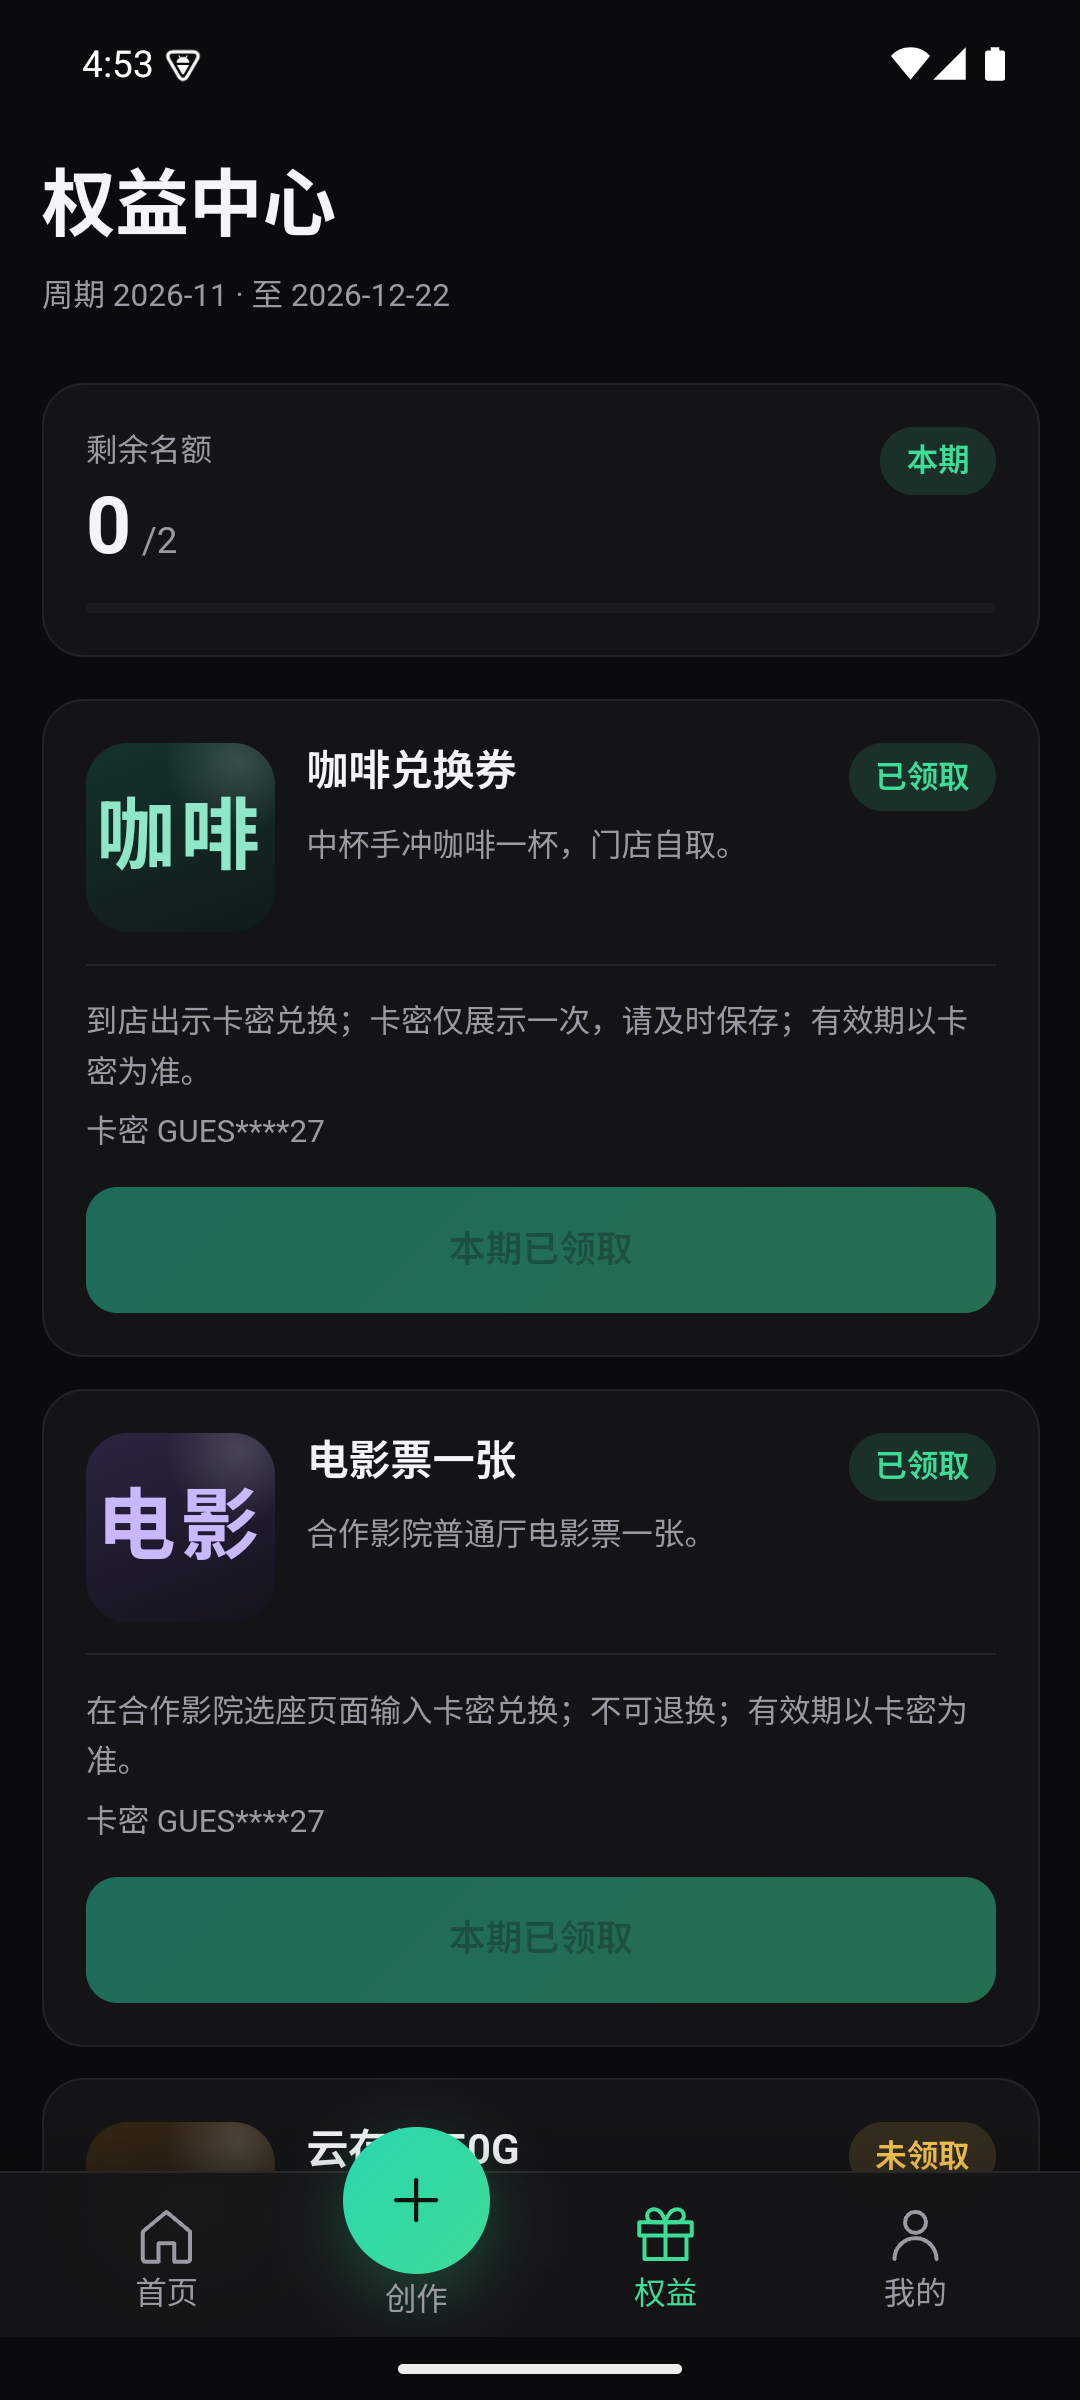 4:53
权益中心
周期 2026-11 · 至 2026-12-22
剩余名额
本期
0 /2
咖啡
咖啡兑换券
已领取
中杯手冲咖啡一杯，门店自取。
到店出示卡密兑换；卡密仅展示一次，请及时保存；有效期以卡
密为准。
卡密 GUES****27
本期已领取
电影
电影票一张
已领取
合作影院普通厅电影票一张。
在合作影院选座页面输入卡密兑换；不可退换；有效期以卡密为
准。
卡密 GUES****27
本期已领取
云存 50G
未领取
首页
创作
权益
我的